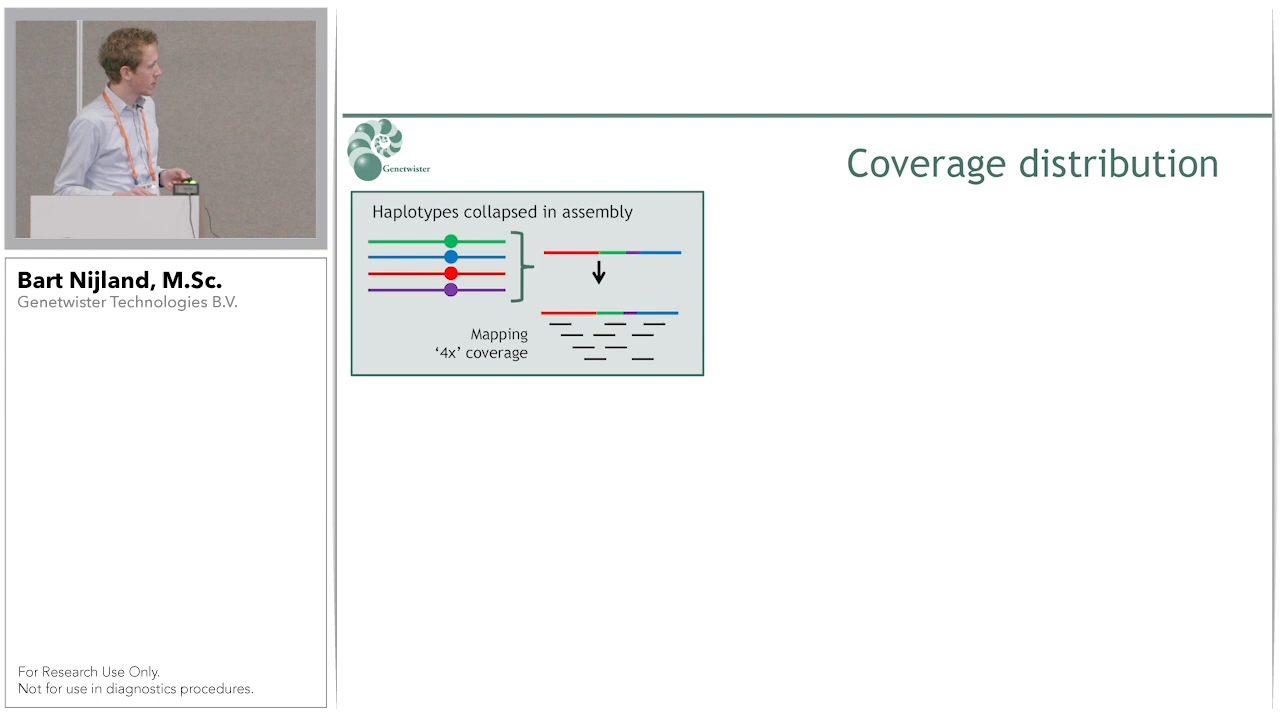 Bart Nijland, M.Sc.
Genetwister Technologies B.V.
For Research Use Only.
Not for use in diagnostics procedures.
Genetwister
Coverage distribution
Haplotypes collapsed in assembly
Mapping
‘4x’ coverage